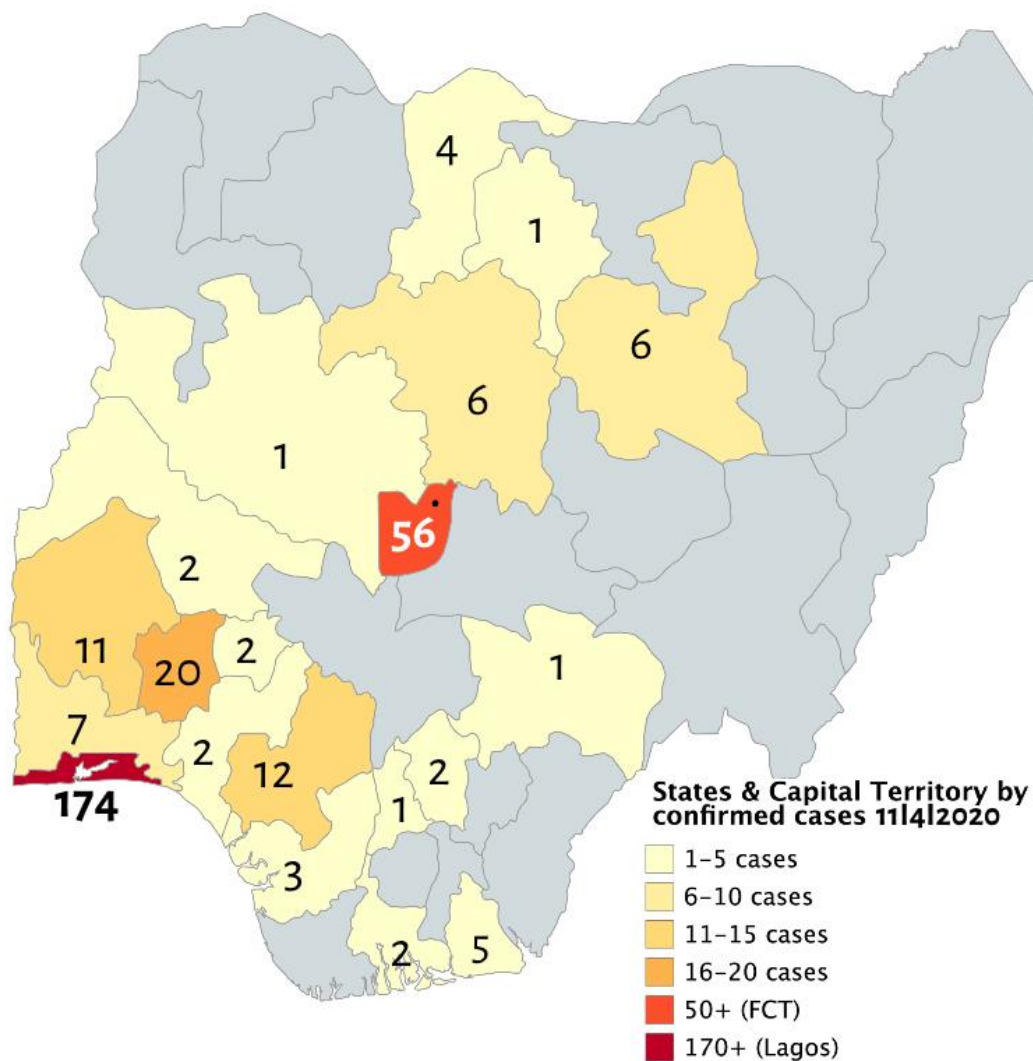 4
1
6
6
1
56
2
11
20
2
1
7
2
12
2
174
1
3
2
5
States & Capital Territory by
confirmed cases 11|4|2020
1–5 cases
6–10 cases
11–15 cases
16–20 cases
50+ (FCT)
170+ (Lagos)